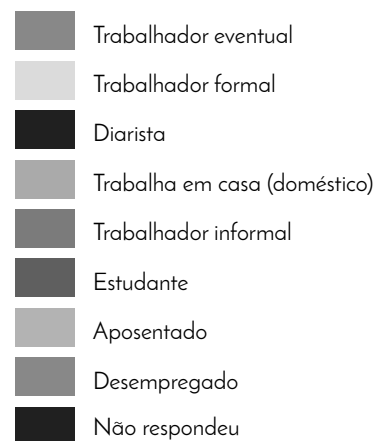 Trabalhador eventual
Trabalhador formal
Diarista
Trabalha em casa (doméstico)
Trabalhador informal
Estudante
Aposentado
Desempregado
Não respondeu